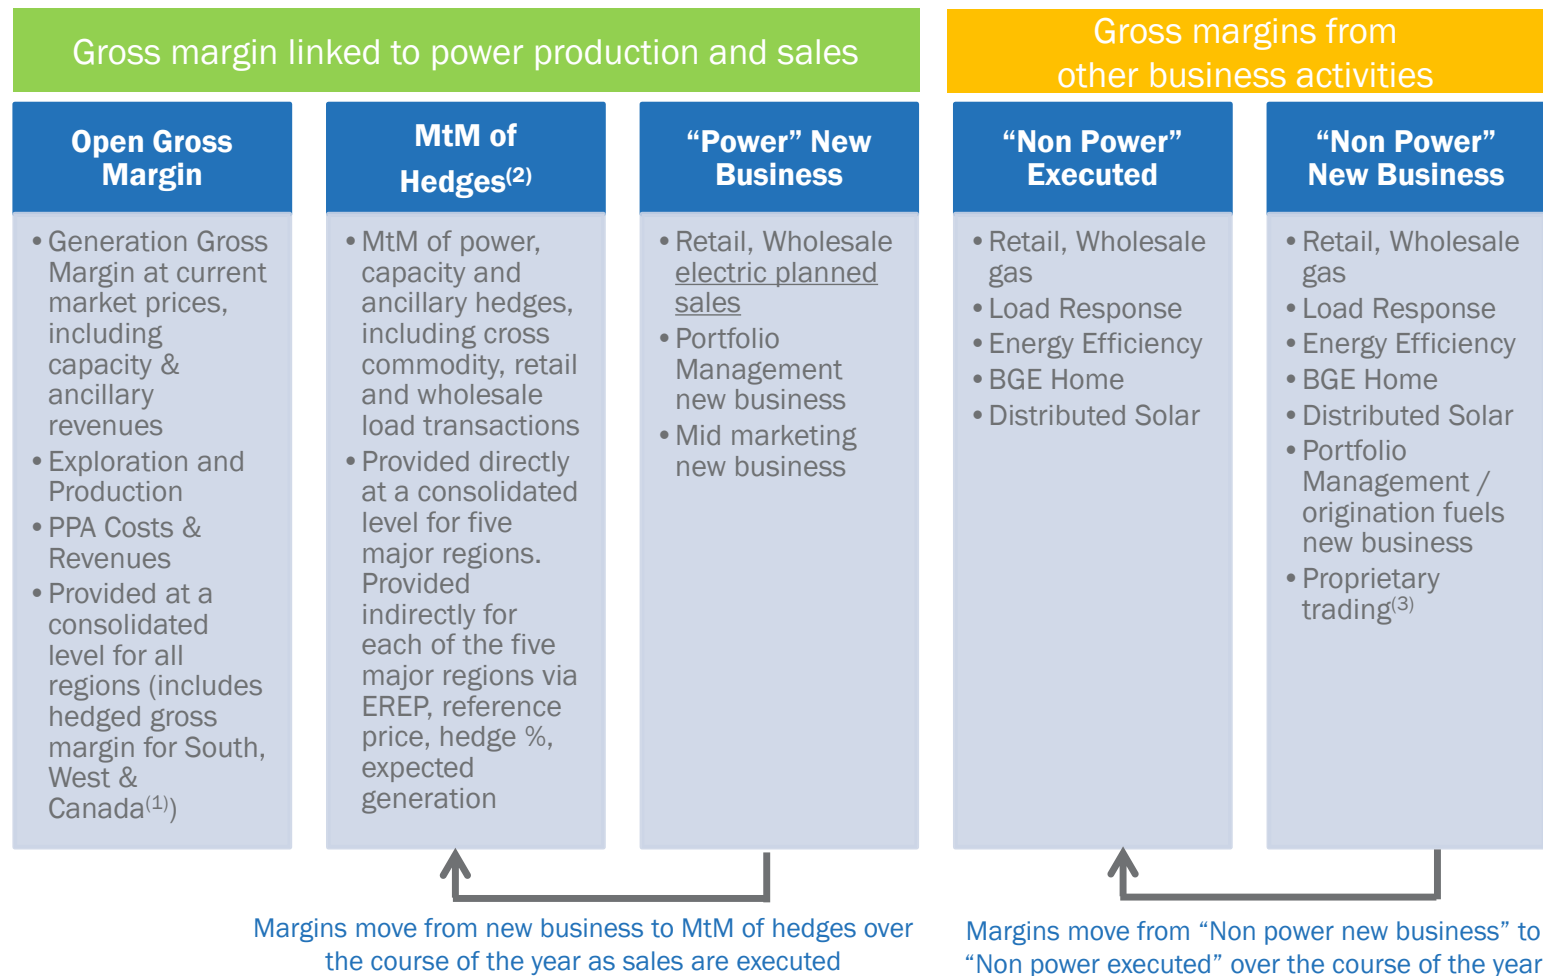 Gross margin linked to power production and sales
Gross margins from
other business activities
Open Gross
Margin
• Generation Gross
Margin at current
market prices,
including
capacity &
ancillary
revenues
• Exploration and
Production
• PPA Costs &
Revenues
• Provided at a
consolidated
level for all
regions (includes
hedged gross
margin for South,
West &
Canada(1))
MtM of
Hedges(2)
• MtM of power,
capacity and
ancillary hedges,
including cross
commodity, retail
and wholesale
load transactions
• Provided directly
at a consolidated
level for five
major regions.
Provided
indirectly for
each of the five
major regions via
EREP, reference
price, hedge %,
expected
generation
“Power” New
Business
• Retail, Wholesale
electric planned
sales
• Portfolio
Management
new business
• Mid marketing
new business
“Non Power”
Executed
• Retail, Wholesale
gas
• Load Response
• Energy Efficiency
• BGE Home
• Distributed Solar
“Non Power”
New Business
• Retail, Wholesale
gas
• Load Response
• Energy Efficiency
• BGE Home
• Distributed Solar
• Portfolio
Management /
origination fuels
new business
• Proprietary
trading(3)
Margins move from new business to MtM of hedges over
the course of the year as sales are executed
Margins move from “Non power new business” to
“Non power executed” over the course of the year